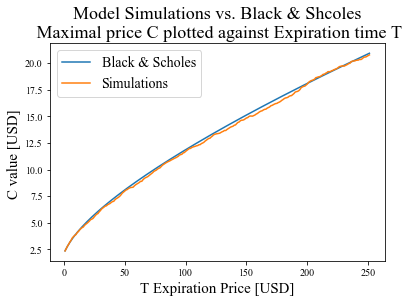 Model Simulations vs. Black & Shcoles
Maximal price C plotted against Expiration time T
Black & Scholes
Simulations
C value [USD]
20.0
17.5
15.0
12.5
10.0
7.5
5.0
2.5
0 50 100 150 200 250
T Expiration Price [USD]